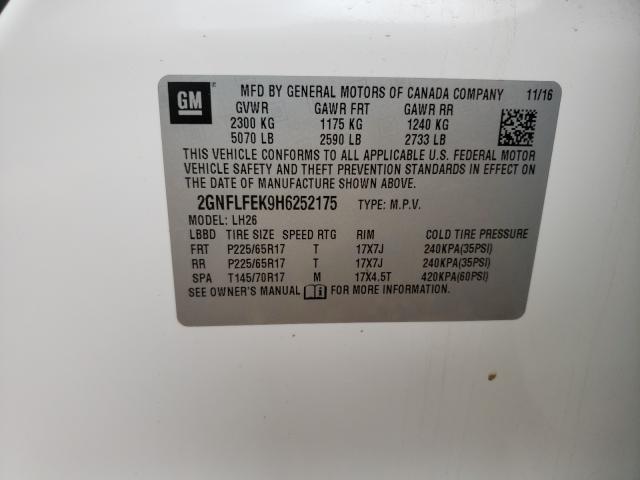 GM
MFD BY GENERAL MOTORS OF CANADA COMPANY 11/16
GVWR GAWR FRT GAWR RR
2300 KG 1175 KG 1240 KG
5070 LB 2590 LB 2733 LB
THIS VEHICLE CONFORMS TO ALL APPLICABLE U.S. FEDERAL MOTOR
VEHICLE SAFETY AND THEFT PREVENTION STANDARDS IN EFFECT ON
THE DATE OF MANUFACTURE SHOWN ABOVE.
2GNFLFEK9H6252175 TYPE: M.P.V.
MODEL: LH26
LBBD TIRE SIZE SPEED RTG RIM COLD TIRE PRESSURE
FRT P225/65R17 T 17X7J 240KPA(35PSI)
RR P225/65R17 T 17X7J 240KPA(35PSI)
SPA T145/70R17 M 17X4.5T 420KPA(60PSI)
SEE OWNER'S MANUAL FOR MORE INFORMATION.